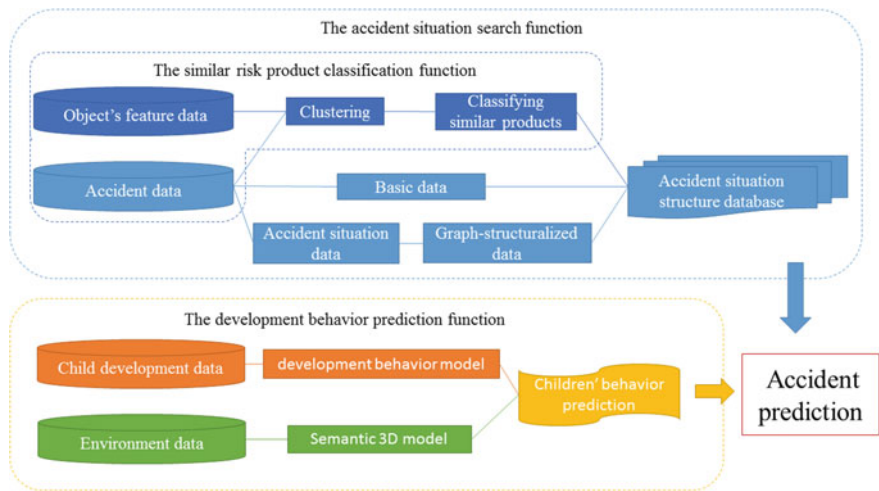 The accident situation search function
The similar risk product classification function
Object's feature data
Clustering
Classifying
similar products
Accident data
Basic data
Accident situation
structure database
Accident situation
data
Graph-structuralized
data
The development behavior prediction function
Child development data
development behavior model
Children' behavior
prediction
Environment data
Semantic 3D model
Accident
prediction